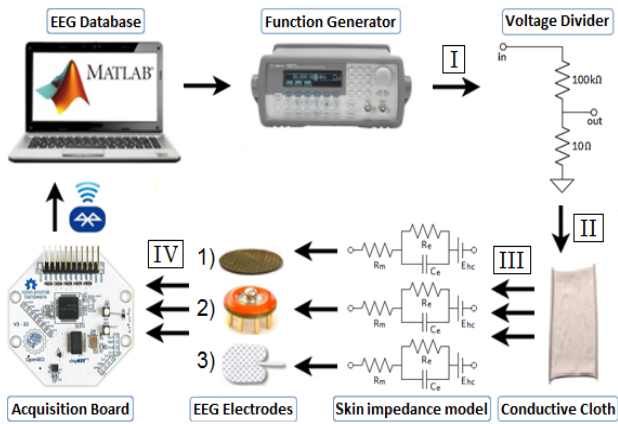 EEG Database
Function Generator
Voltage Divider
MATLAB®
I
in
100kΩ
out
10Ω
II
IV
III
1)
2)
3)
Rm
Re
Ce
Ehc
Rm
Re
Ce
Ehc
Rm
Re
Ce
Ehc
Acquisition Board
EEG Electrodes
Skin impedance model
Conductive Cloth